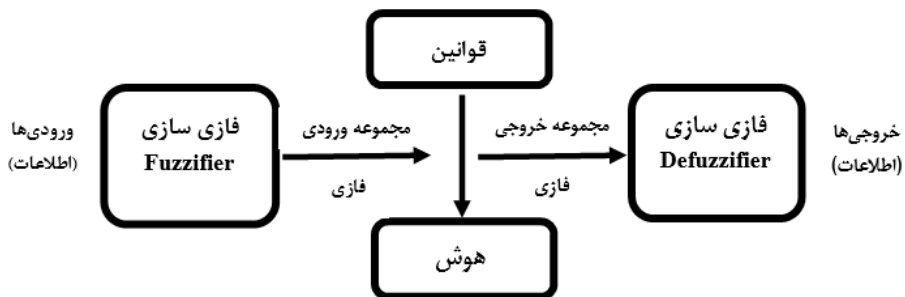 قوانین
ورودی‌ها
(اطلاعات)
فازی سازی
Fuzzifier
مجموعه ورودی
فازی
مجموعه خروجی
فازی
فازی سازی
Defuzzifier
خروجی‌ها
(اطلاعات)
هوش